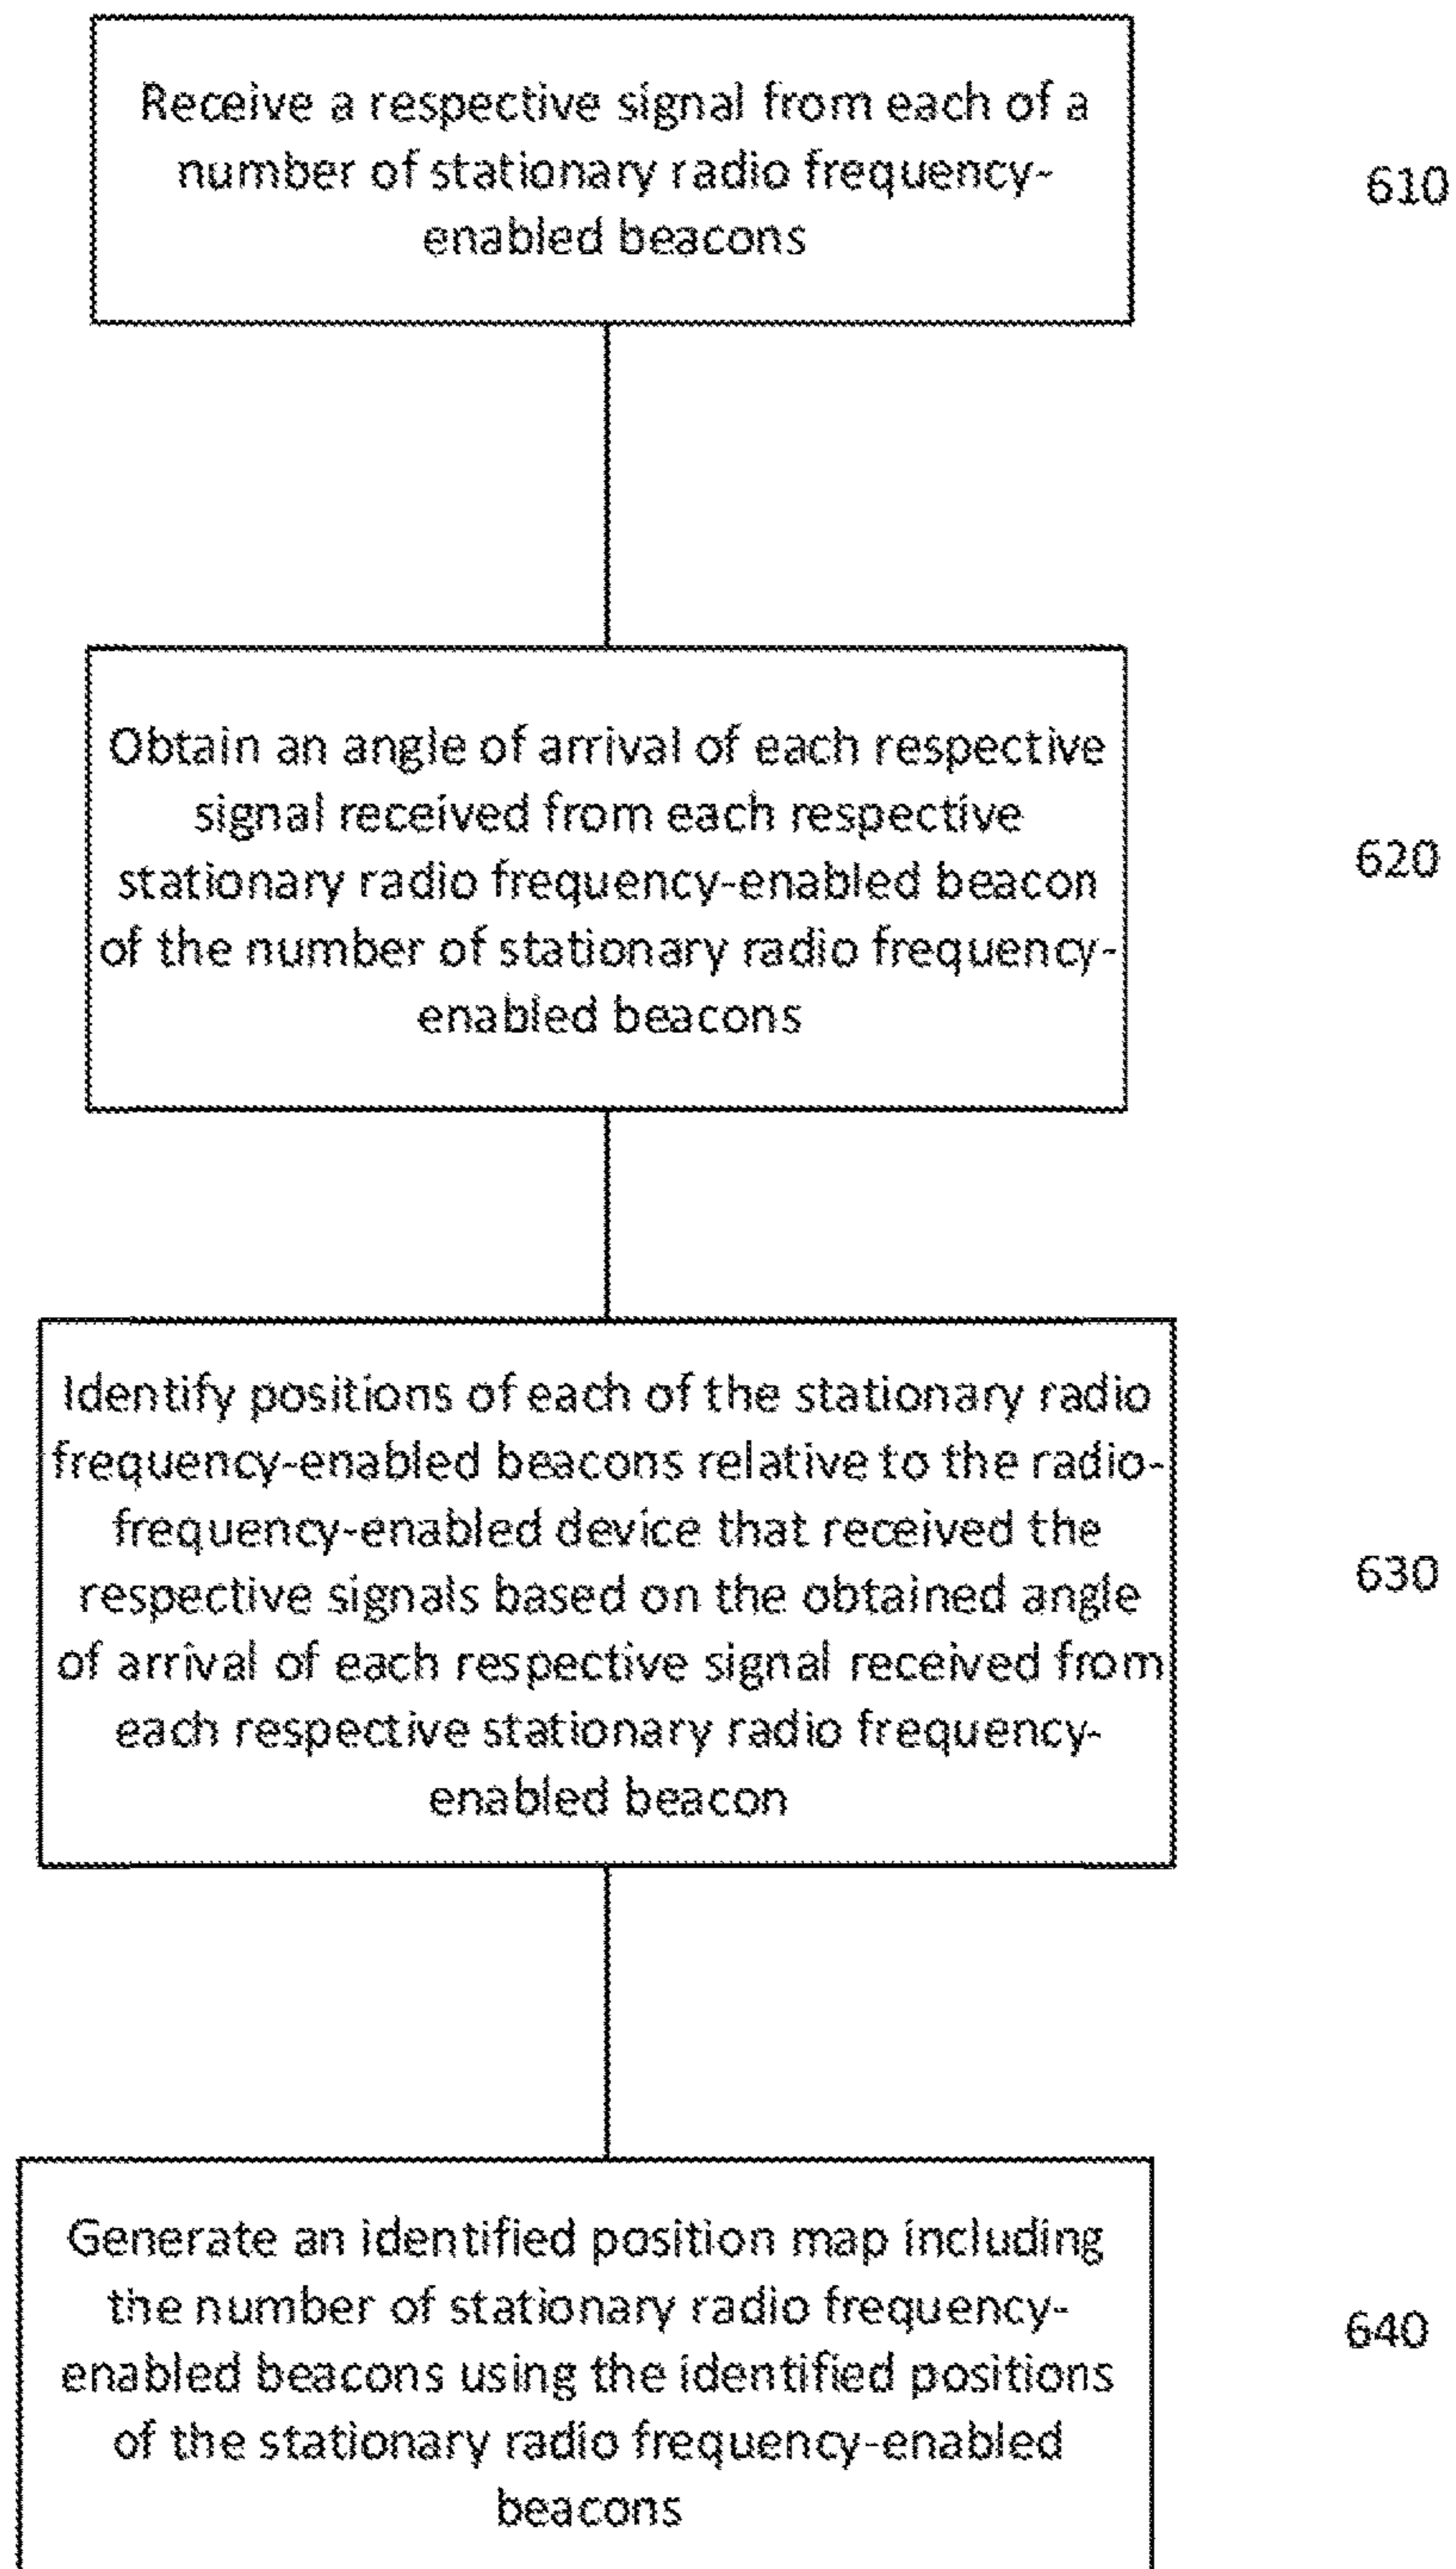 Receive a respective signal from each of a
number of stationary radio frequency-
enabled beacons
610
Obtain an angle of arrival of each respective
signal received from each respective
stationary radio frequency-enabled beacon
of the number of stationary radio frequency-
enabled beacons
620
Identify positions of each of the stationary radio
frequency-enabled beacons relative to the radio-
frequency-enabled device that received the
respective signals based on the obtained angle
of arrival of each respective signal received from
each respective stationary radio frequency-
enabled beacon
630
Generate an identified position map including
the number of stationary radio frequency-
enabled beacons using the identified positions
of the stationary radio frequency-enabled
beacons
640